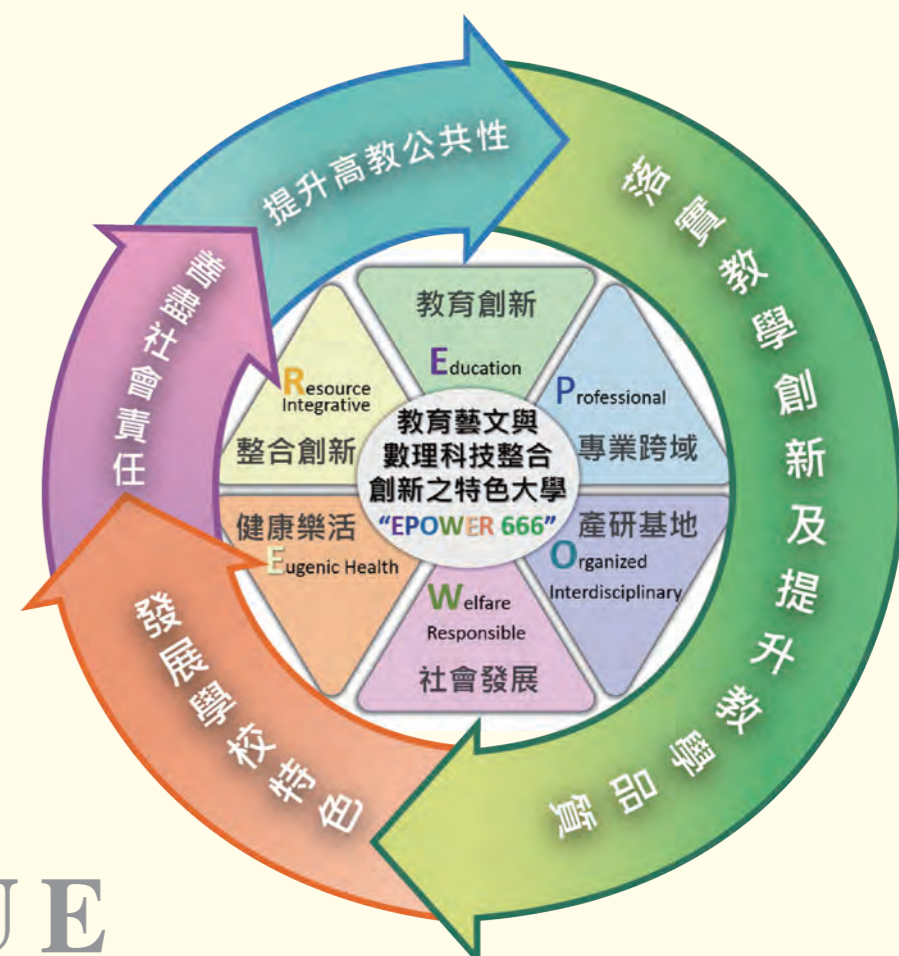 提升高教公共性
落實教學創新及提升教學品質
發展學校特色
善盡社會責任
教育創新
Education
Professional
專業跨域
產研基地
Organized
Interdisciplinary
Welfare
Responsible
社會發展
健康樂活
Eugenic Health
Resource
Integrative
整合創新
教育藝文與
數理科技整合
創新之特色大學
“EPOWER 666”
UE